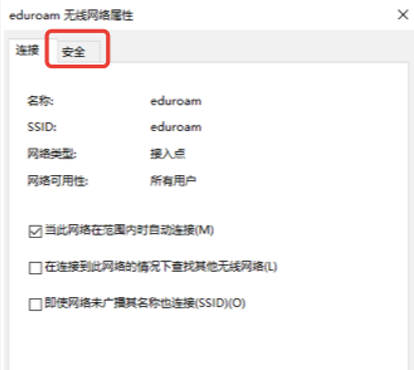 eduroam 无线网络属性
连接 安全
名称: eduroam
SSID: eduroam
网络类型: 接入点
网络可用性: 所有用户
当此网络在范围内时自动连接(M)
在连接到此网络的情况下查找其他无线网络(L)
即使网络未广播其名称也连接(SSID)(O)